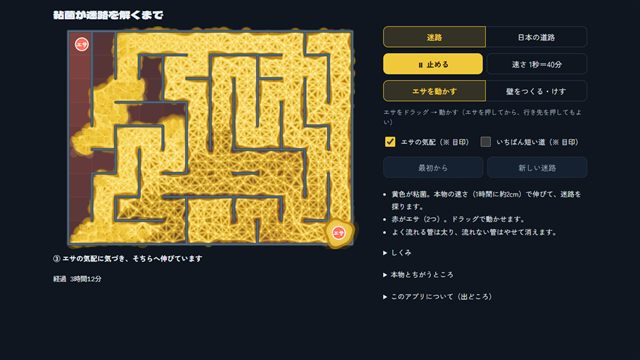 粘菌が迷路を解くまで
エサ
エサ
③ エサの気配に気づき、そちらへ伸びています
経過 3時間12分
迷路
日本の道路
⏸ 止める
速さ 1秒＝40分
エサを動かす
壁をつくる・けす
エサをドラッグ → 動かす（エサを押してから、行き先を押してもよ
い）
エサの気配（※ 目印）
いちばん短い道（※ 目印）
最初から
新しい迷路
• 黄色が粘菌。本物の速さ（1時間に約2cm）で伸びて、迷路を
探ります。
• 赤がエサ（2つ）。ドラッグで動かせます。
• よく流れる管は太り、流れない管はやせて消えます。
▶ しくみ
▶ 本物とちがうところ
▶ このアプリについて（出どころ）